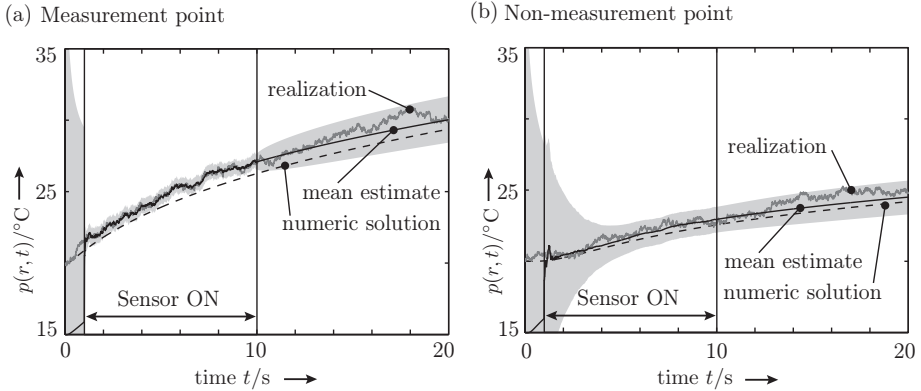 (a) Measurement point
35
25
15
p(r, t)/°C
realization
mean estimate
numeric solution
Sensor ON
0
10
20
time t/s
(b) Non-measurement point
35
25
15
p(r, t)/°C
realization
mean estimate
numeric solution
Sensor ON
0
10
20
time t/s